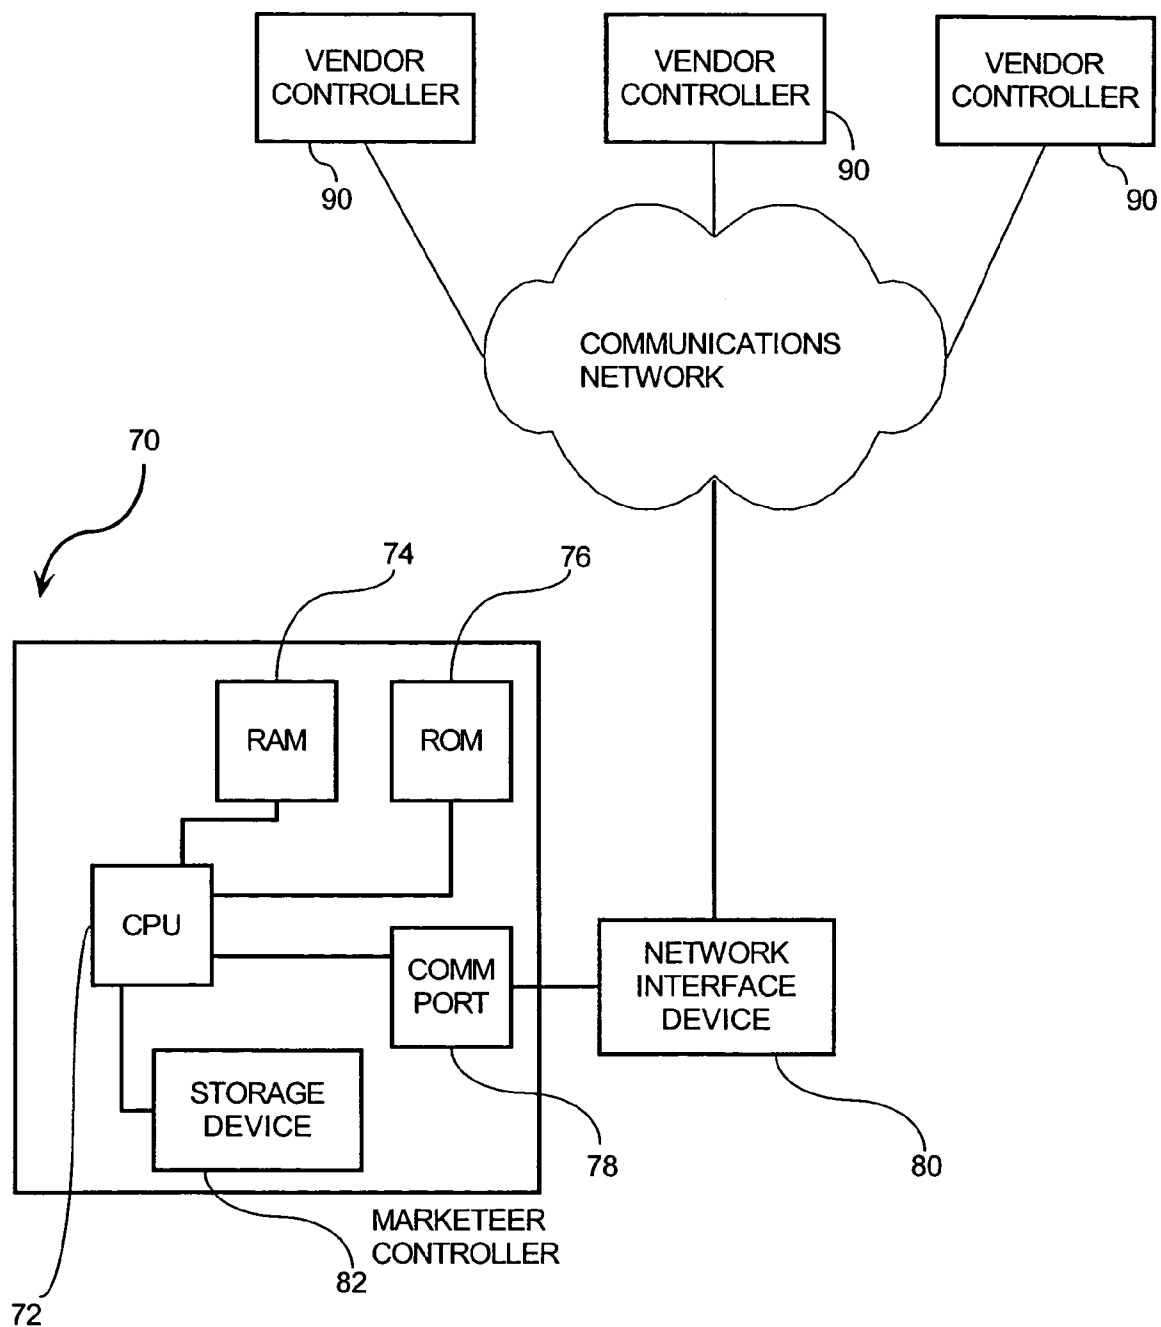 VENDOR
CONTROLLER
VENDOR
CONTROLLER
VENDOR
CONTROLLER
90
90
90
COMMUNICATIONS
NETWORK
70
74
76
RAM
ROM
CPU
COMM
PORT
NETWORK
INTERFACE
DEVICE
STORAGE
DEVICE
78
80
MARKETEER
CONTROLLER
82
72